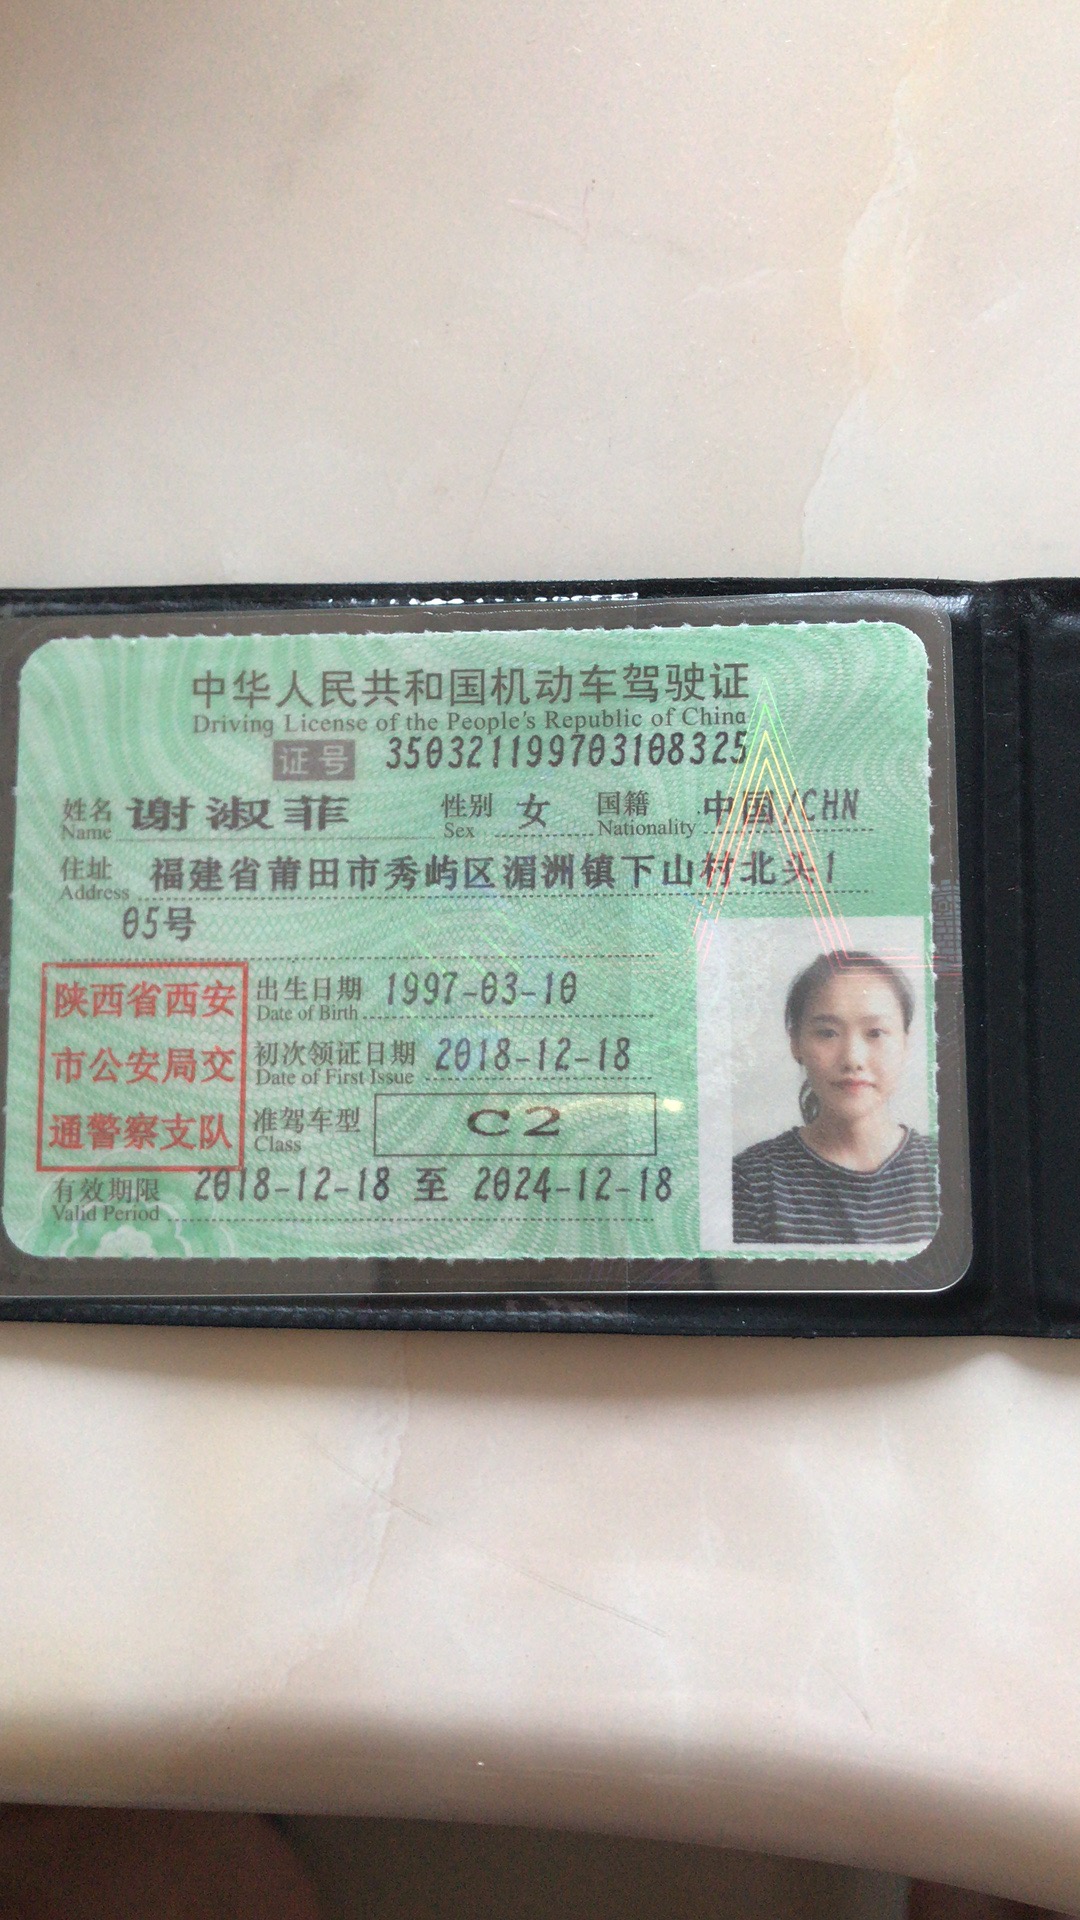 中华人民共和国机动车驾驶证
Driving License of the People's Republic of China
证号 350321199703108325
姓名 谢淑菲 性别 女 国籍 中国/CHN
Name Sex Nationality
住址 福建省莆田市秀屿区湄洲镇下山村北头1
Address
05号
陕西省西安
市公安局交
通警察支队
出生日期 1997-03-10
Date of Birth
初次领证日期 2018-12-18
Date of First Issue
准驾车型 C2
Class
有效期限 2018-12-18 至 2024-12-18
Valid Period